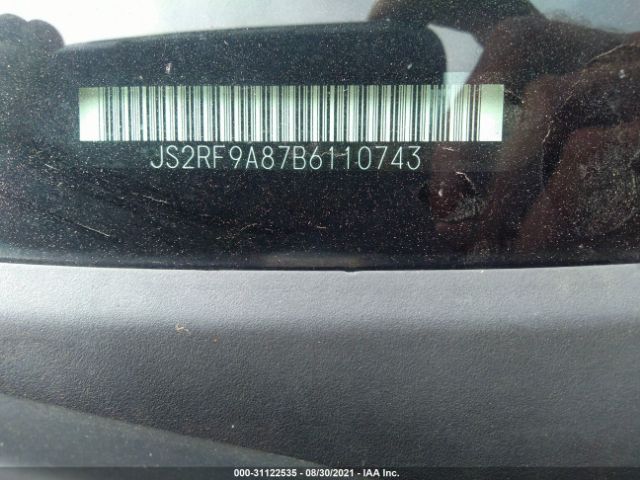 JS2RF9A87B6110743
000-31122535 - 08/30/2021 - IAA Inc.